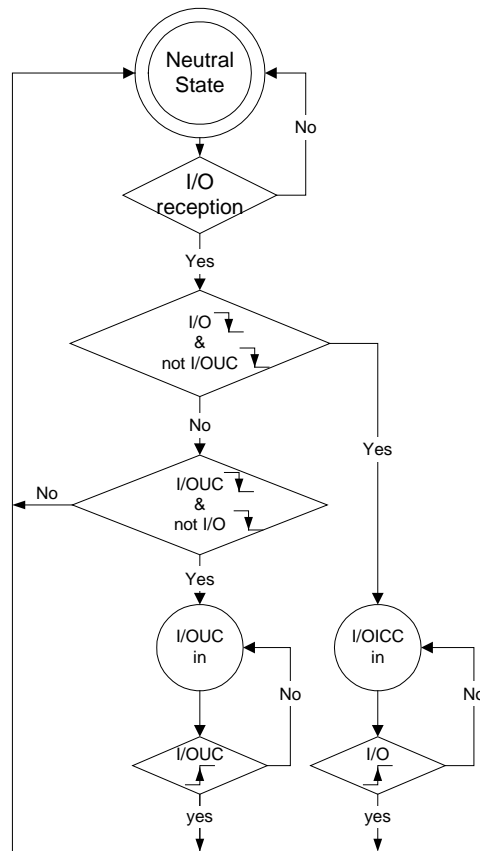 Neutral
State
No
I/O
reception
Yes
I/O
&
not I/OUC
No
Yes
No
I/OUC
&
not I/O
Yes
I/OUC
in
I/OICC
in
No
No
I/OUC
I/O
yes
yes